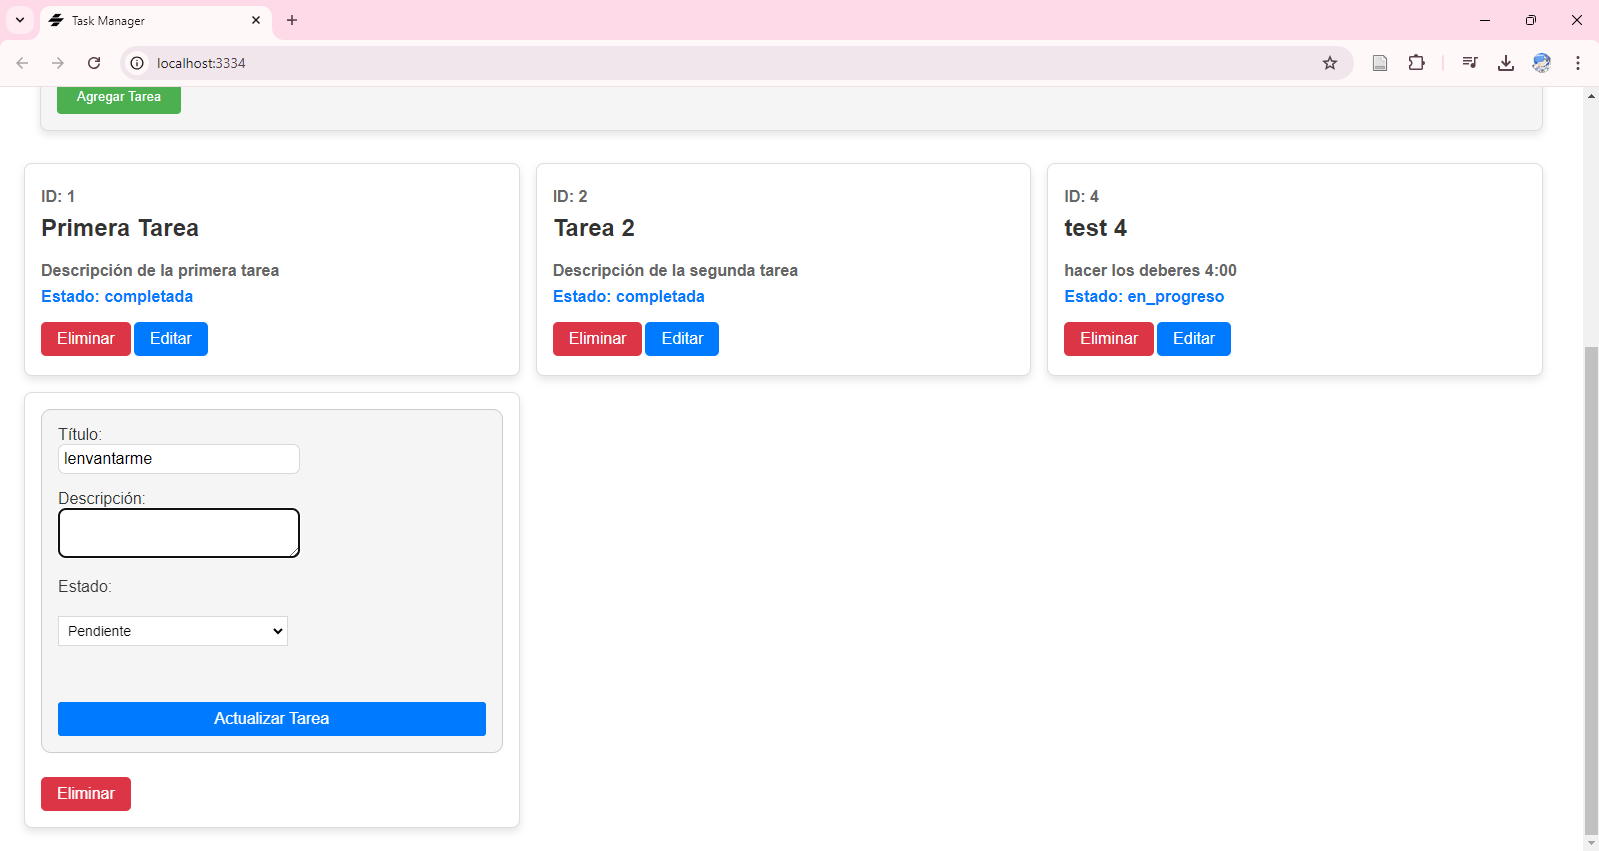 Task Manager
localhost:3334
Agregar Tarea
ID: 1
Primera Tarea
Descripción de la primera tarea
Estado: completada
Eliminar
Editar
ID: 2
Tarea 2
Descripción de la segunda tarea
Estado: completada
Eliminar
Editar
ID: 4
test 4
hacer los deberes 4:00
Estado: en_progreso
Eliminar
Editar
Título:
lenvantarme
Descripción:
Estado:
Pendiente
Actualizar Tarea
Eliminar